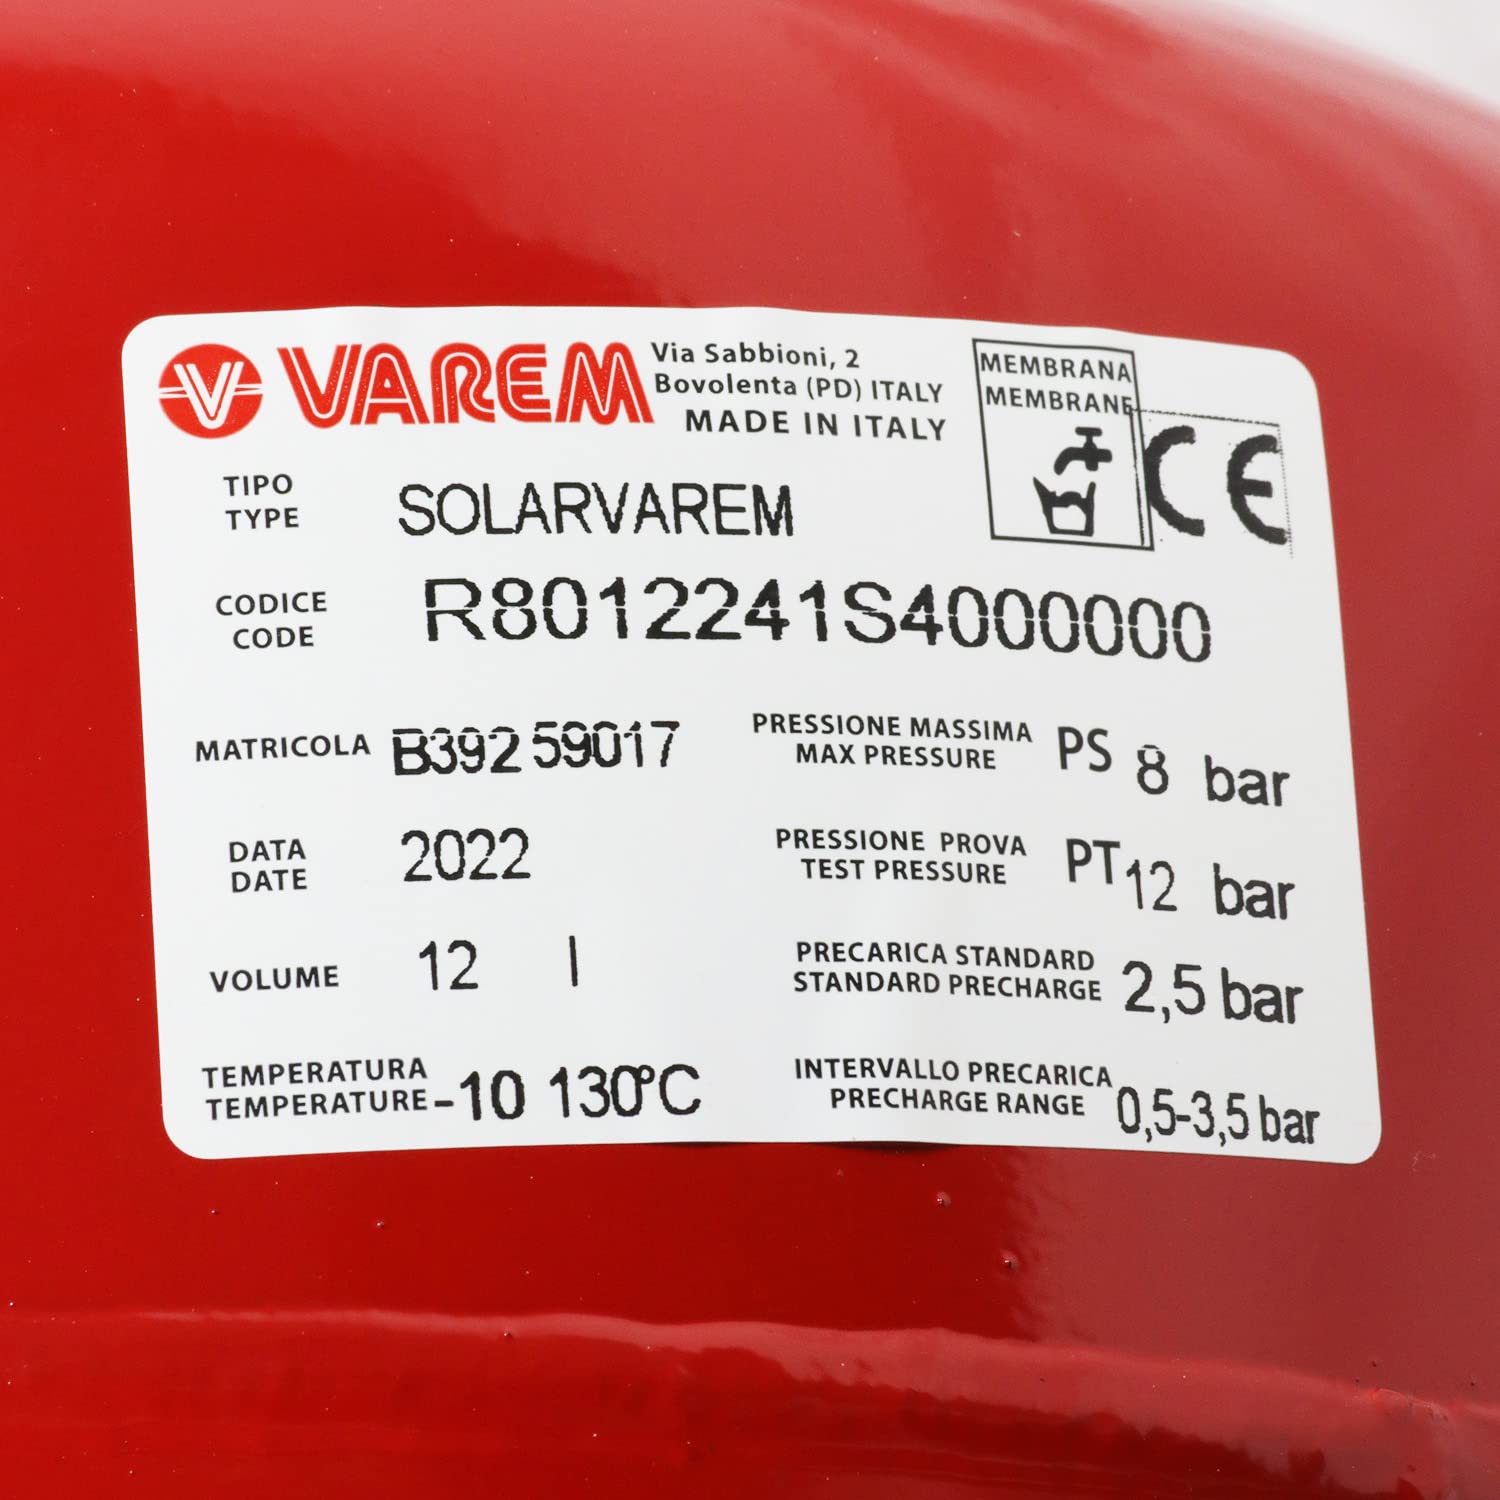 VAREM
Via Sabbioni, 2
Bovolenta (PD) ITALY
MADE IN ITALY
MEMBRANA
MEMBRANE
CE
TIPO
TYPE
SOLARVAREM
CODICE
CODE
R8012241S4000000
MATRICOLA B392 59017
PRESSIONE MASSIMA
MAX PRESSURE
PS 8 bar
DATA
DATE
2022
PRESSIONE PROVA
TEST PRESSURE
PT 12 bar
VOLUME 12 l
PRECARICA STANDARD
STANDARD PRECHARGE
2,5 bar
TEMPERATURA
TEMPERATURE
-10 130°C
INTERVALLO PRECARICA
PRECHARGE RANGE
0,5-3,5 bar